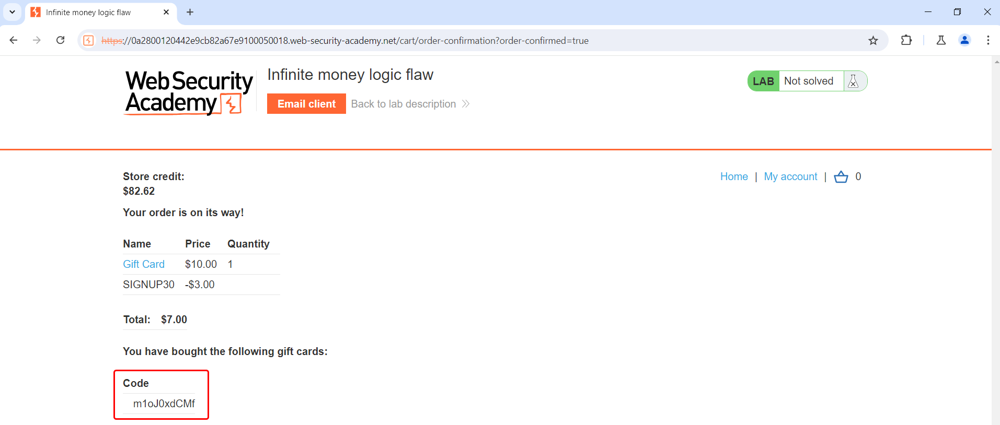 Infinite money logic flaw
https://0a2800120442e9cb82a67e9100050018.web-security-academy.net/cart/order-confirmation?order-confirmed=true
Web Security
Academy
Infinite money logic flaw
Email client
Back to lab description
LAB
Not solved
Store credit:
$82.62
Home | My account | 0
Your order is on its way!
Name Price Quantity
Gift Card $10.00 1
SIGNUP30 -$3.00
Total: $7.00
You have bought the following gift cards:
Code
m1oJ0xdCMf